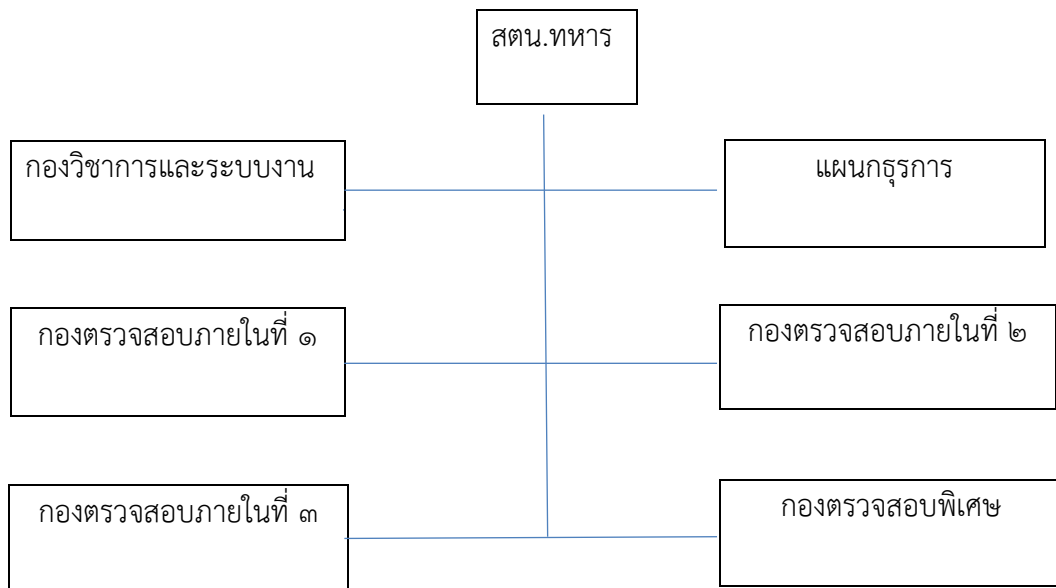 สตน.ทหาร
กองวิชาการและระบบงาน
แผนกธุรการ
กองตรวจสอบภายในที่ ๑
กองตรวจสอบภายในที่ ๒
กองตรวจสอบภายในที่ ๓
กองตรวจสอบพิเศษ